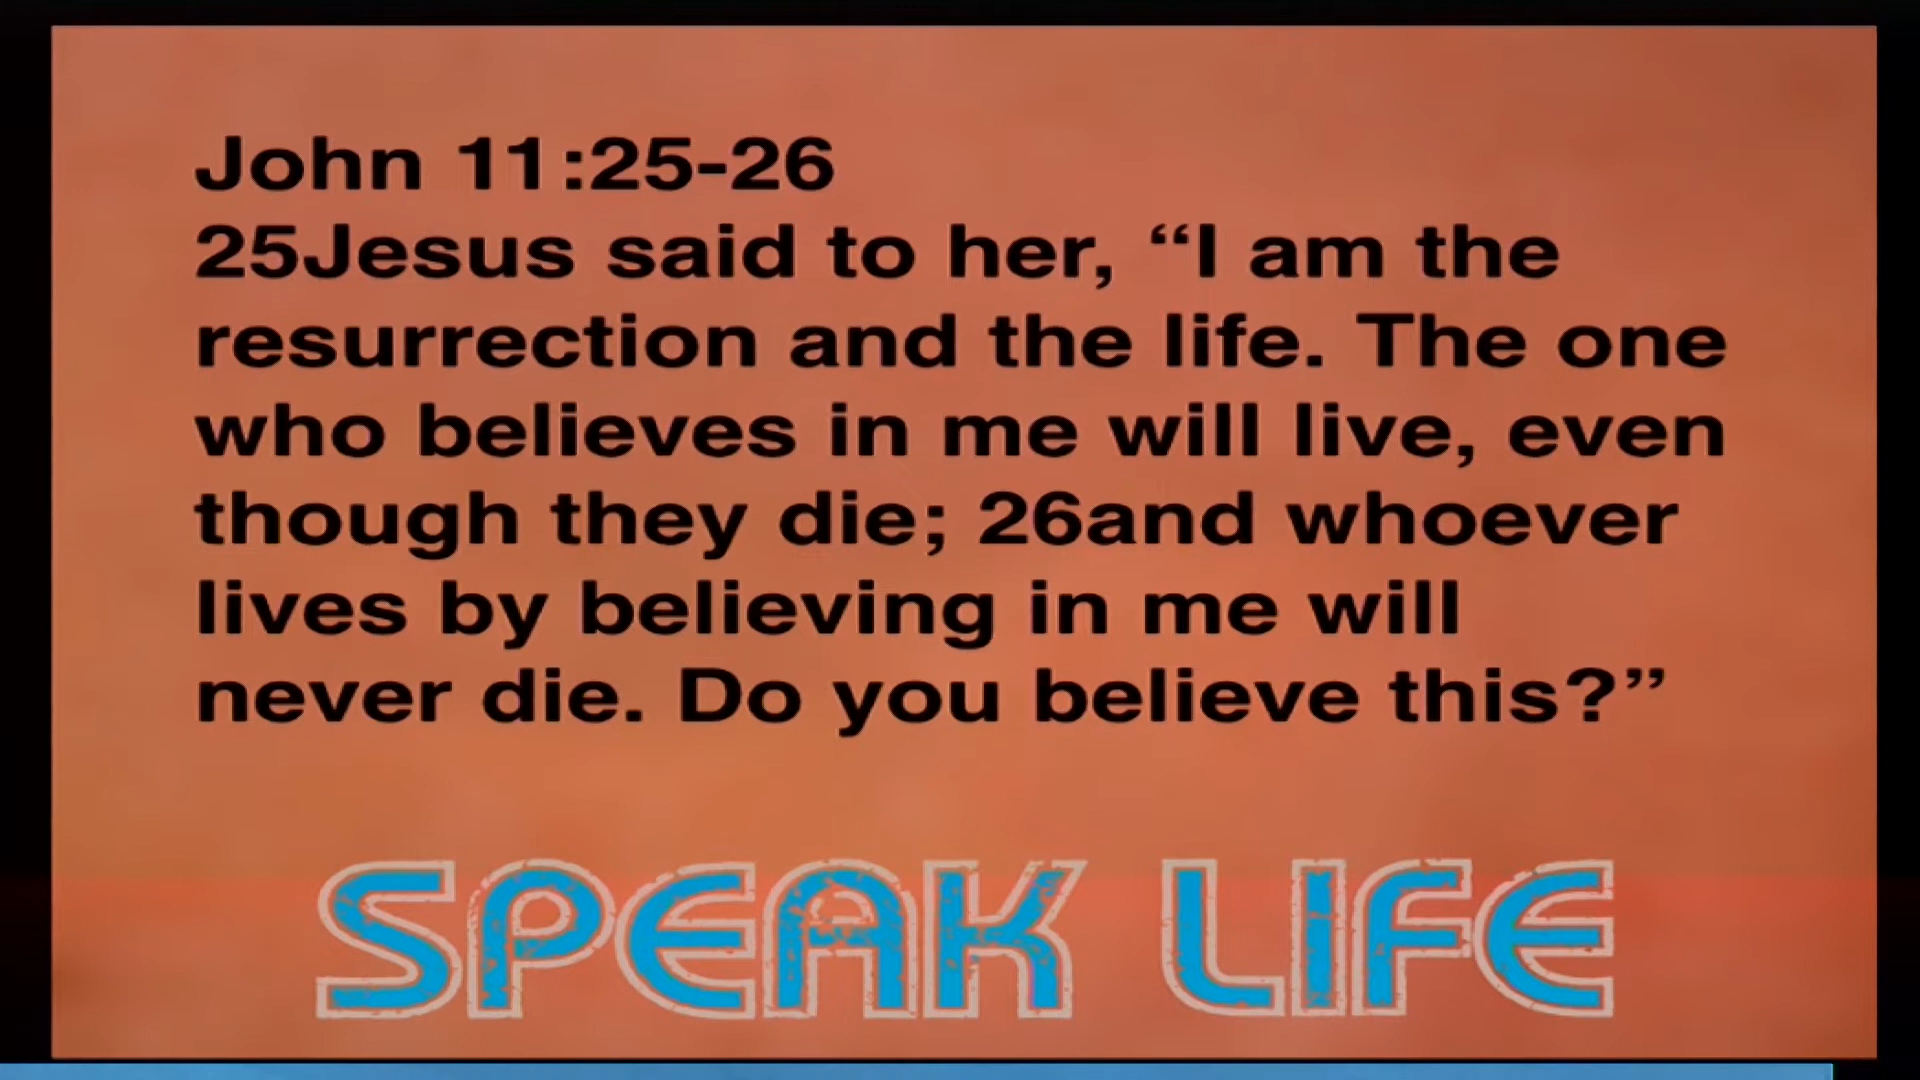 John 11:25-26
25Jesus said to her, “I am the
resurrection and the life. The one
who believes in me will live, even
though they die; 26and whoever
lives by believing in me will
never die. Do you believe this?”
SPEAK LIFE